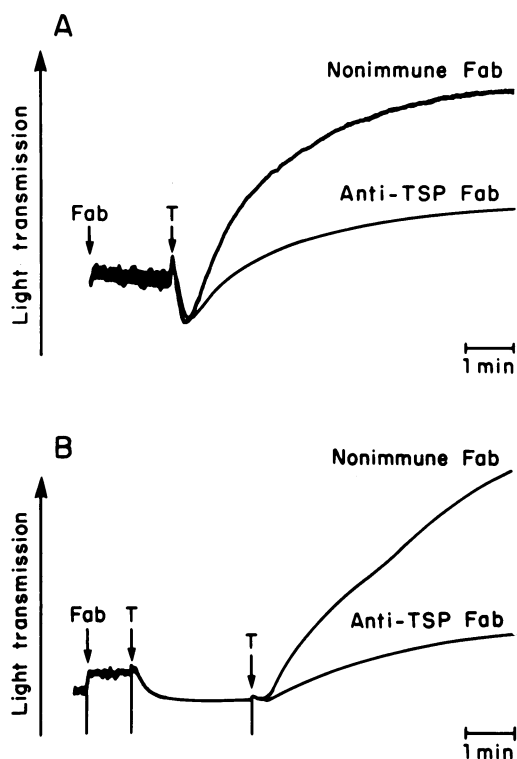 A
Nonimmune Fab
Anti-TSP Fab
Fab
T
Light transmission
1 min
B
Nonimmune Fab
Anti-TSP Fab
Fab
T
T
Light transmission
1 min